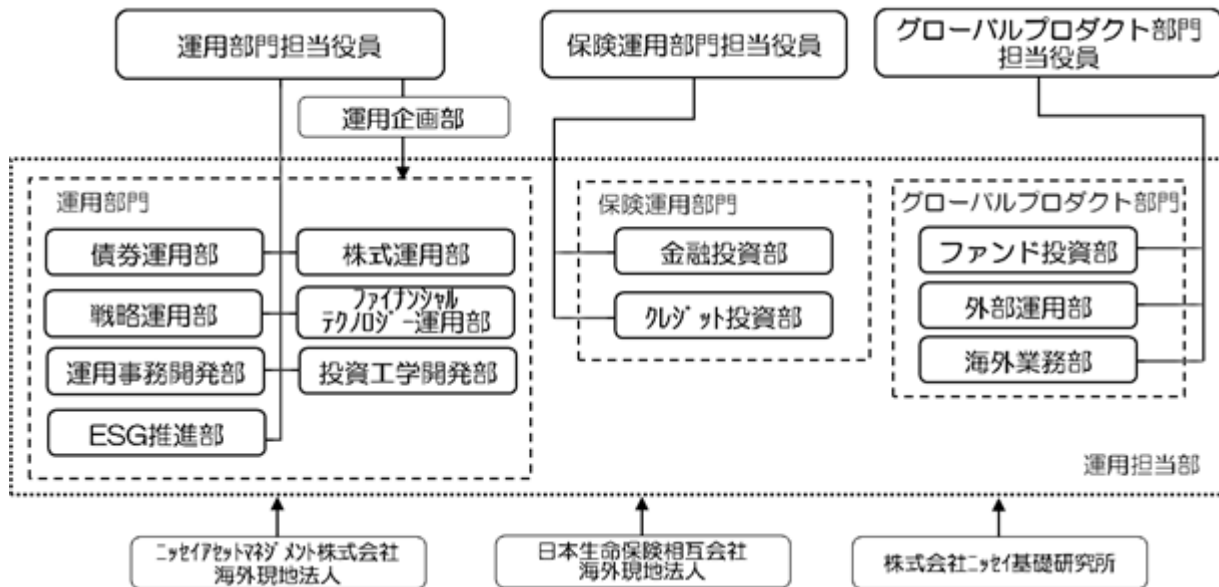 運用部門担当役員
保険運用部門担当役員
グローバルプロダクト部門
担当役員
運用企画部
運用部門
債券運用部
株式運用部
戦略運用部
ファイナンシャル
テクノロジー運用部
運用事務開発部
投資工学開発部
ESG推進部
保険運用部門
金融投資部
クレジット投資部
グローバルプロダクト部門
ファンド投資部
外部運用部
海外業務部
運用担当部
ニッセイアセットマネジメント株式会社
海外現地法人
日本生命保険相互会社
海外現地法人
株式会社ニッセイ基礎研究所